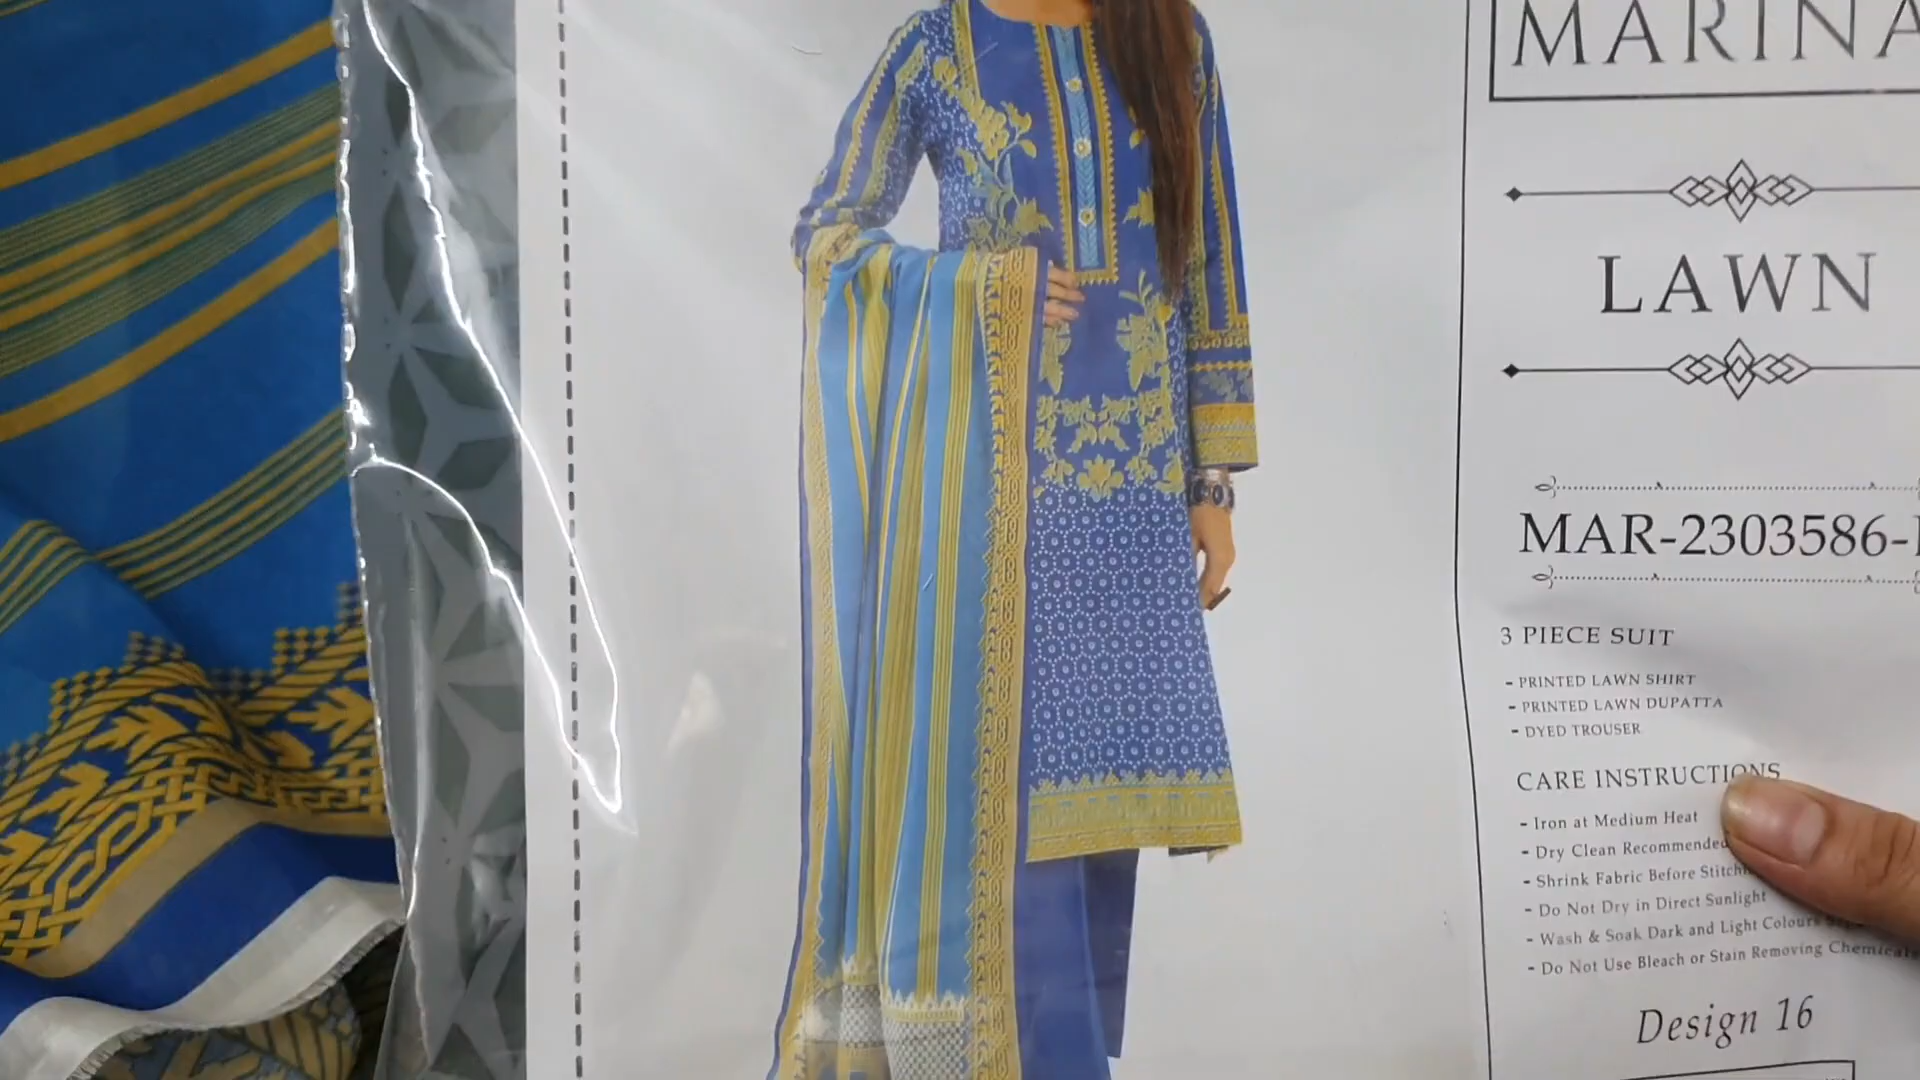 MARINA
LAWN
MAR-2303586-
3 PIECE SUIT
- PRINTED LAWN SHIRT
- PRINTED LAWN DUPATTA
- DYED TROUSER
CARE INSTRUCTIONS
- Iron at Medium Heat
- Dry Clean Recommended
- Shrink Fabric Before
- Do Not Dry in Direct Sunlight
- Wash & Soak Dark and Light Colours
- Do Not Use Bleach or Stain Removing Chemicals
Design 16